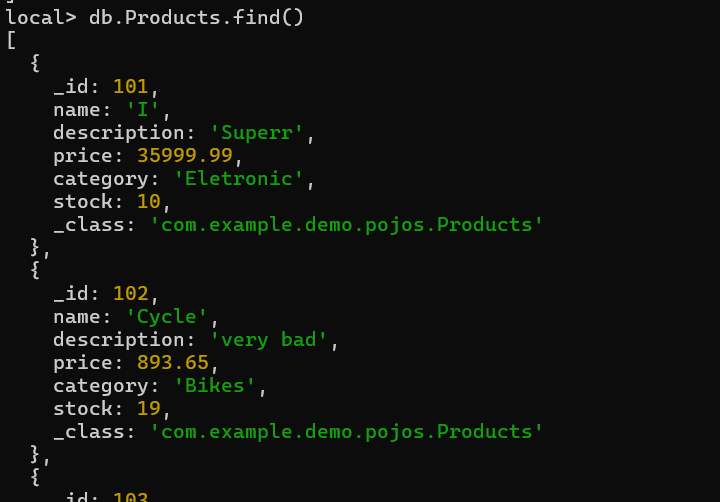 local> db.Products.find()
[
  {
    _id: 101,
    name: 'I',
    description: 'Superr',
    price: 35999.99,
    category: 'Eletronic',
    stock: 10,
    _class: 'com.example.demo.pojos.Products'
  },
  {
    _id: 102,
    name: 'Cycle',
    description: 'very bad',
    price: 893.65,
    category: 'Bikes',
    stock: 19,
    _class: 'com.example.demo.pojos.Products'
  },
  {
    _id: 103